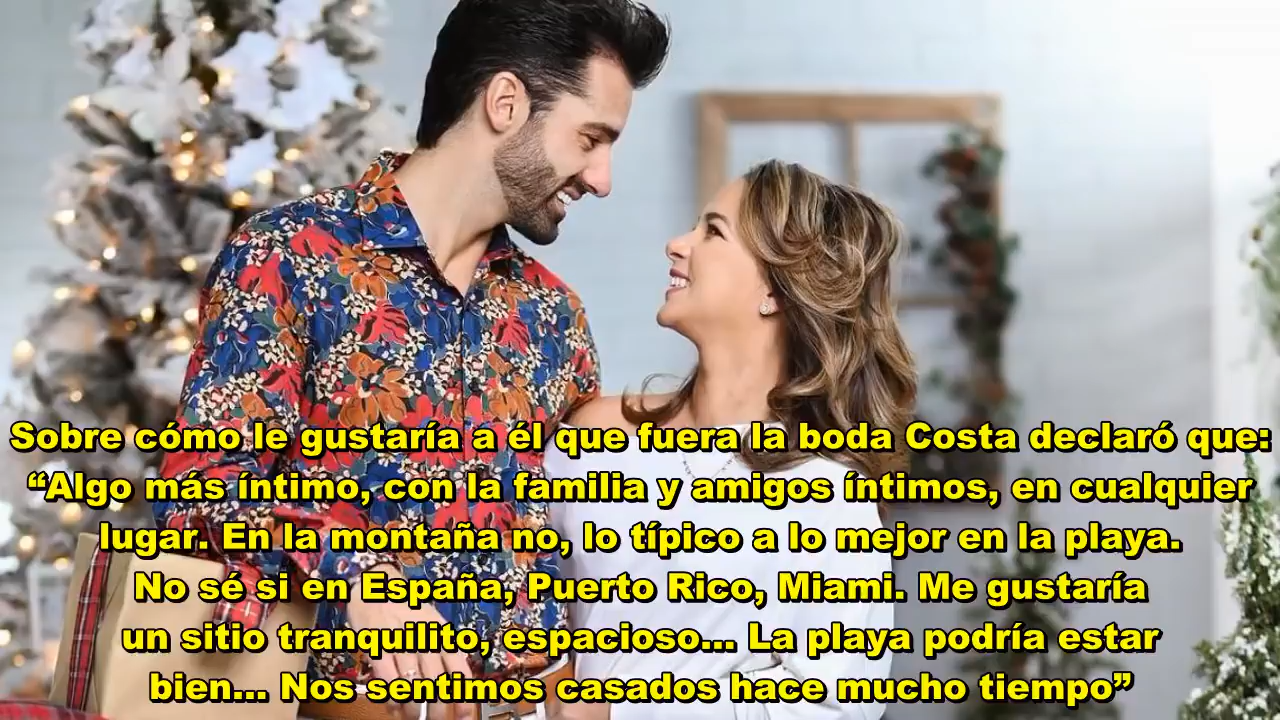 Sobre cómo le gustaría a él que fuera la boda Costa declaró que:
“Algo más íntimo, con la familia y amigos íntimos, en cualquier
lugar. En la montaña no, lo típico a lo mejor en la playa.
No sé si en España, Puerto Rico, Miami. Me gustaría
un sitio tranquilito, espacioso... La playa podría estar
bien... Nos sentimos casados hace mucho tiempo”